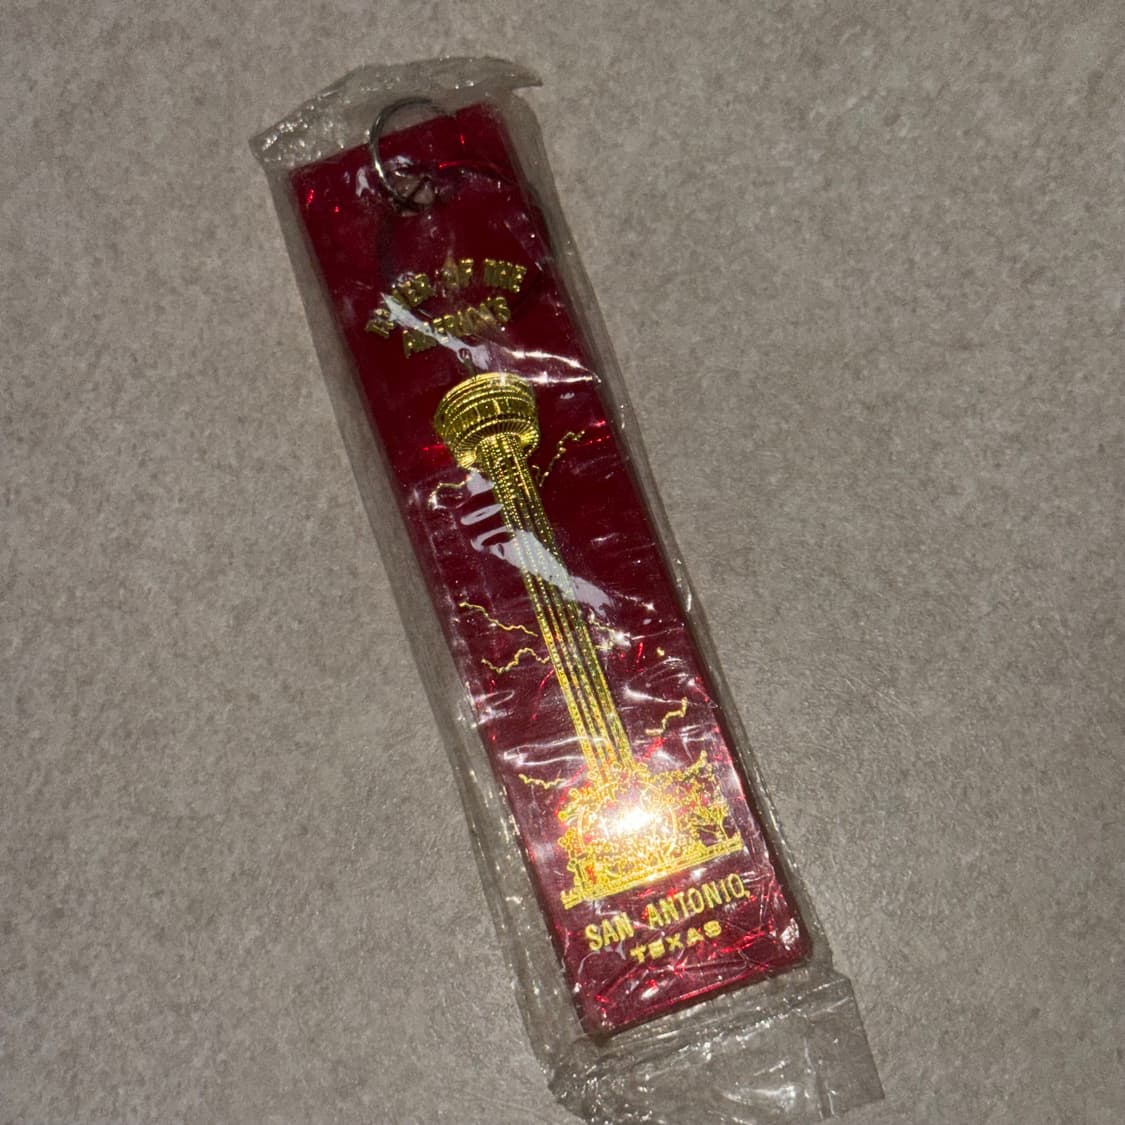 TOWER OF THE
AMERICAS
SAN ANTONIO,
TEXAS